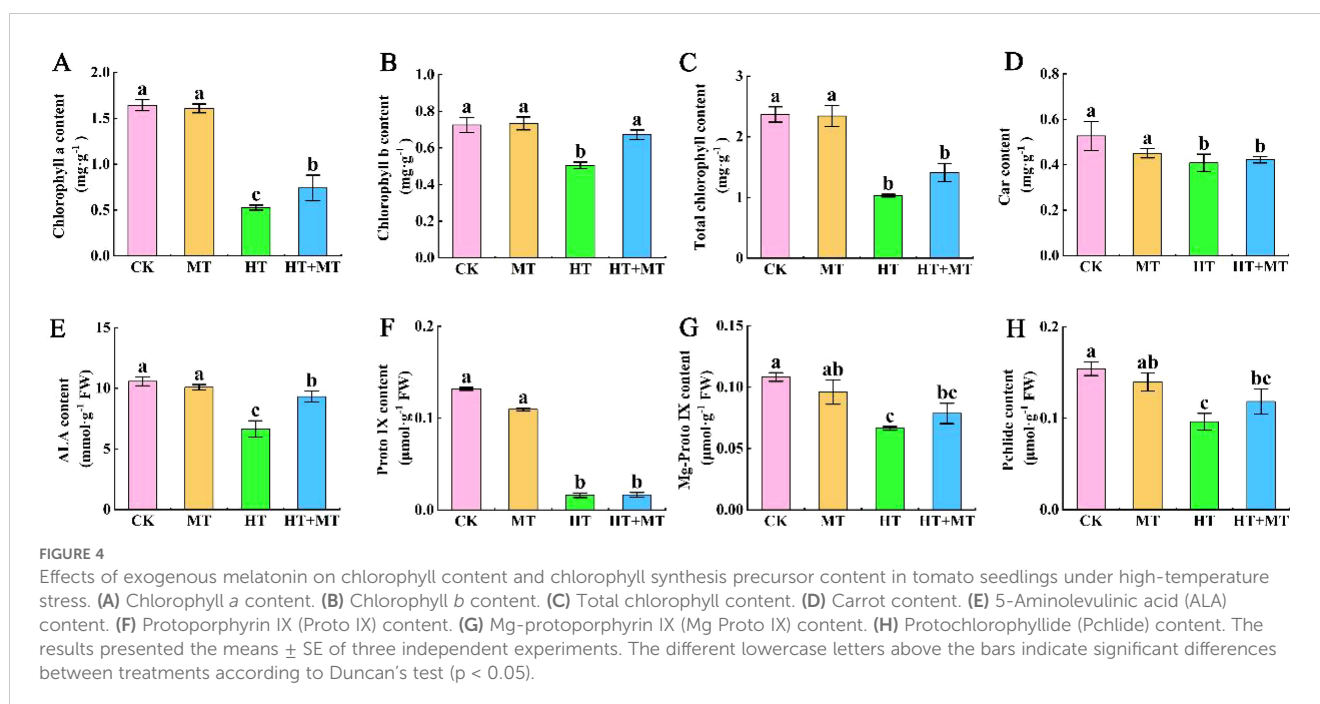 A
B
C
D
Chlorophyll a content
(mg·g-1)
2.0
1.5
1.0
0.5
0.0
a
a
c
b
CK MT HT HT+MT
Chlorophyll b content
(mg·g-1)
1.0
0.8
0.6
0.4
0.2
0.0
a
a
b
a
CK MT HT HT+MT
Total chlorophyll content
(mg·g-1)
3
2
1
0
a
a
b
b
CK MT HT HT+MT
Car content
(mg·g-1)
0.8
0.6
0.4
0.2
0.0
a
a
b
b
CK MT HT HT+MT
E
F
G
H
ALA content
(mmol·g-1 FW)
15
10
5
0
a
a
c
b
CK MT HT HT+MT
Proto IX content
(μmol·g-1 FW)
0.2
0.1
0.0
a
a
b
b
CK MT HT HT+MT
Mg-Proto IX content
(μmol·g-1 FW)
0.15
0.10
0.05
0.00
a
ab
c
bc
CK MT HT HT+MT
Pchlide content
(μmol·g-1 FW)
0.2
0.1
0.0
a
ab
c
bc
CK MT HT HT+MT
FIGURE 4
Effects of exogenous melatonin on chlorophyll content and chlorophyll synthesis precursor content in tomato seedlings under high-temperature
stress. (A) Chlorophyll a content. (B) Chlorophyll b content. (C) Total chlorophyll content. (D) Carrot content. (E) 5-Aminolevulinic acid (ALA)
content. (F) Protoporphyrin IX (Proto IX) content. (G) Mg-protoporphyrin IX (Mg Proto IX) content. (H) Protochlorophyllide (Pchlide) content. The
results presented the means ± SE of three independent experiments. The different lowercase letters above the bars indicate significant differences
between treatments according to Duncan's test (p < 0.05).